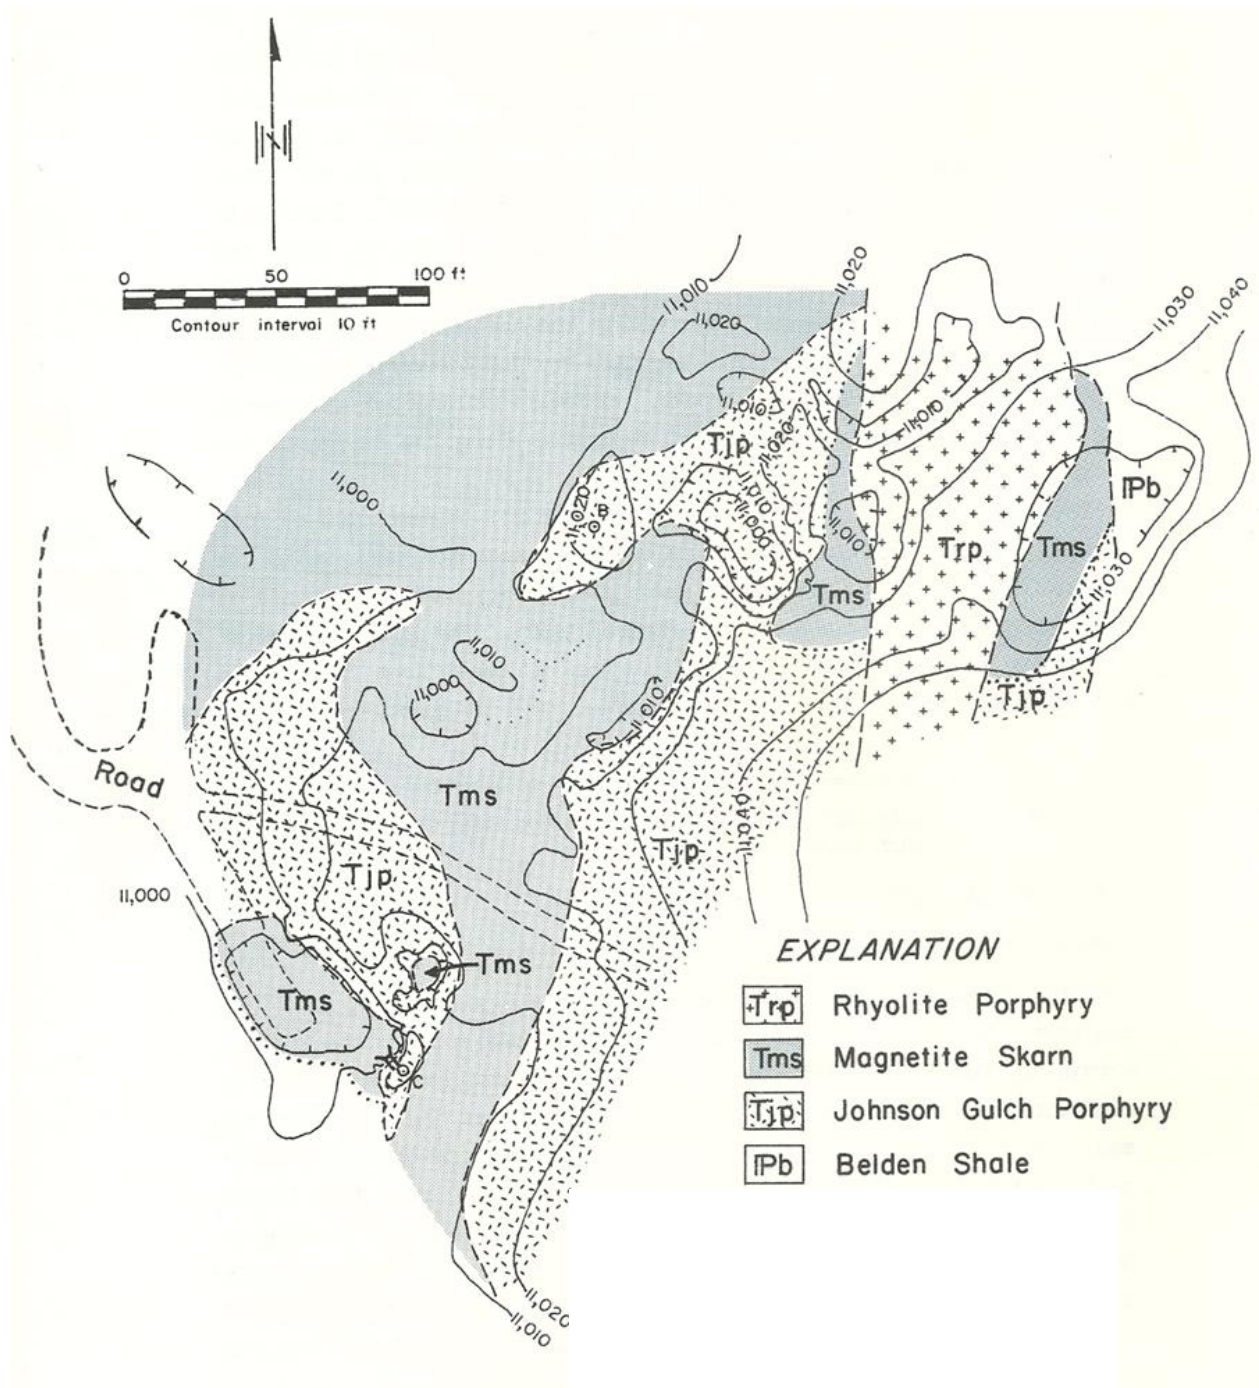 N
0 50 100 ft
Contour interval 10 ft
11,010
11,020
11,020
11,030
11,040
11,010
11,010
Tjp
11,020
11,000
11,020
B
11,010
11,000
11,010
Trp
Tms
ℙb
11,030
Tms
11,010
11,000
11,010
Tjp
Road
Tms
11,040
Tjp
Tjp
11,000
Tms
Tms
C
EXPLANATION
Trp Rhyolite Porphyry
Tms Magnetite Skarn
Tjp Johnson Gulch Porphyry
ℙb Belden Shale
11,020
11,010